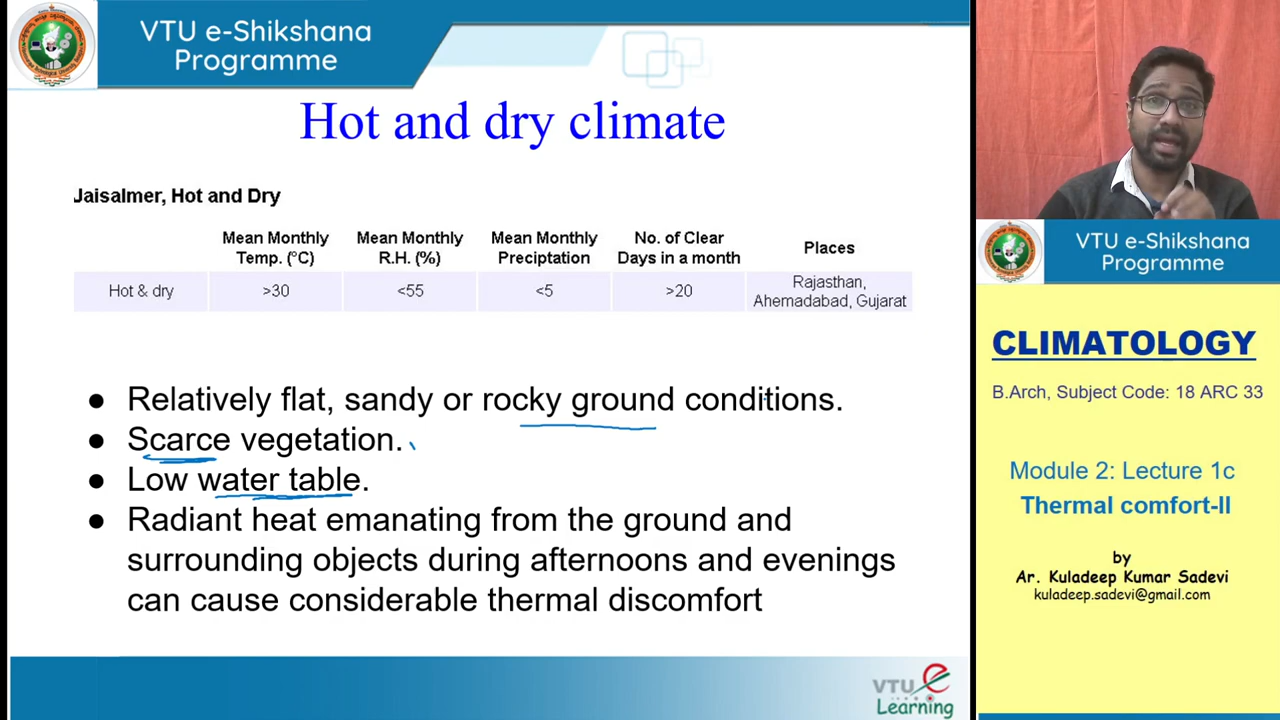 VTU e-Shikshana
Programme
Hot and dry climate
Jaisalmer, Hot and Dry
Mean Monthly Temp. (°C)
Mean Monthly R.H. (%)
Mean Monthly Preciptation
No. of Clear Days in a month
Places
Hot & dry >30 <55 <5 >20 Rajasthan, Ahemadabad, Gujarat
● Relatively flat, sandy or rocky ground conditions.
● Scarce vegetation.
● Low water table.
● Radiant heat emanating from the ground and
surrounding objects during afternoons and evenings
can cause considerable thermal discomfort
VTU e
Learning
VTU e-Shikshana
Programme
CLIMATOLOGY
B.Arch, Subject Code: 18 ARC 33
Module 2: Lecture 1c
Thermal comfort-II
by
Ar. Kuladeep Kumar Sadevi
kuladeep.sadevi@gmail.com